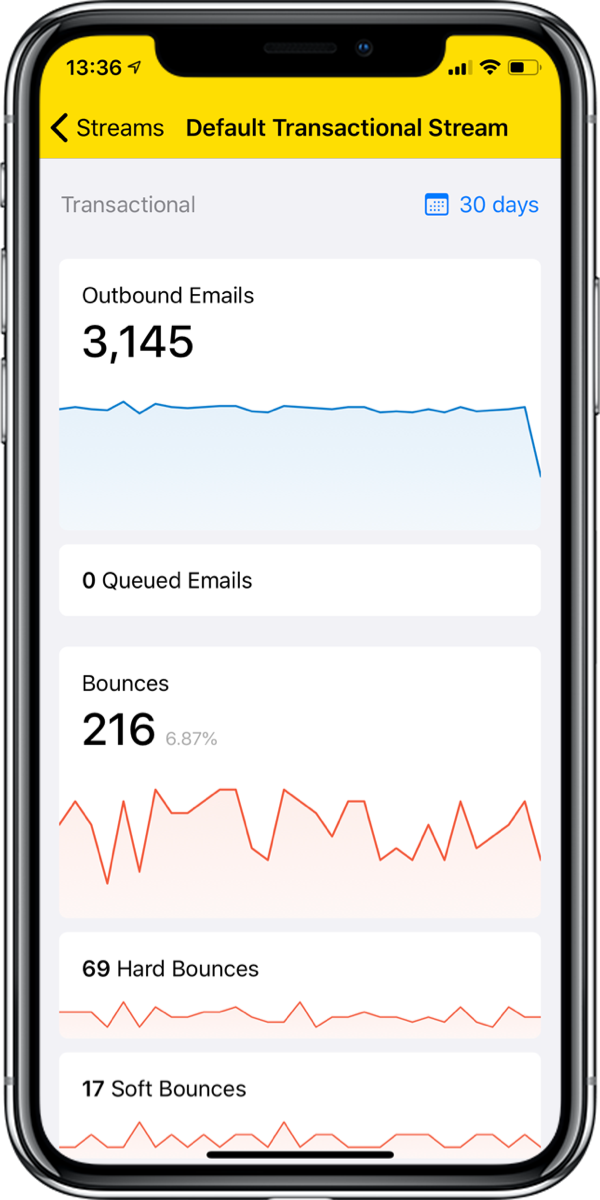 13:36
Streams Default Transactional Stream
Transactional 30 days
Outbound Emails
3,145
0 Queued Emails
Bounces
216 6.87%
69 Hard Bounces
17 Soft Bounces